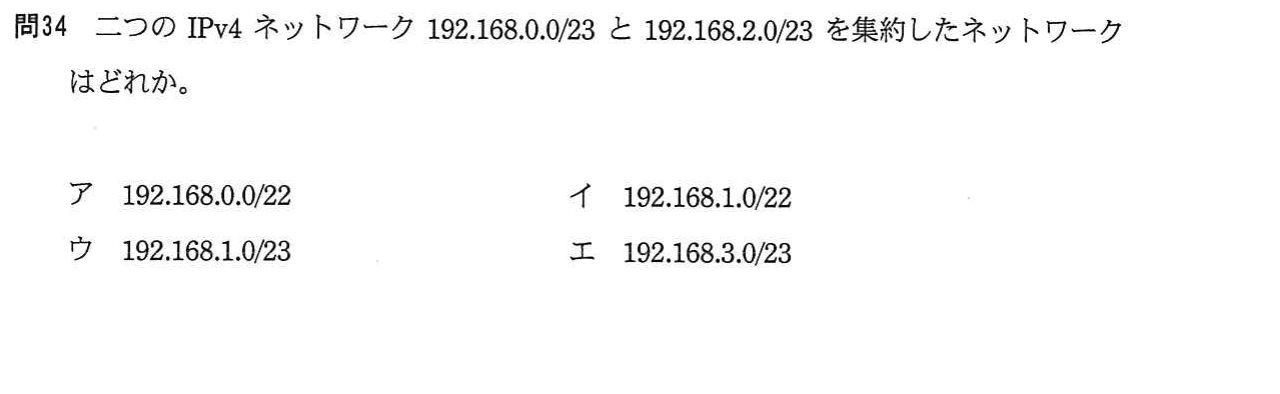 問34 二つの IPv4 ネットワーク 192.168.0.0/23 と 192.168.2.0/23 を集約したネットワーク
はどれか。
ア 192.168.0.0/22 イ 192.168.1.0/22
ウ 192.168.1.0/23 エ 192.168.3.0/23